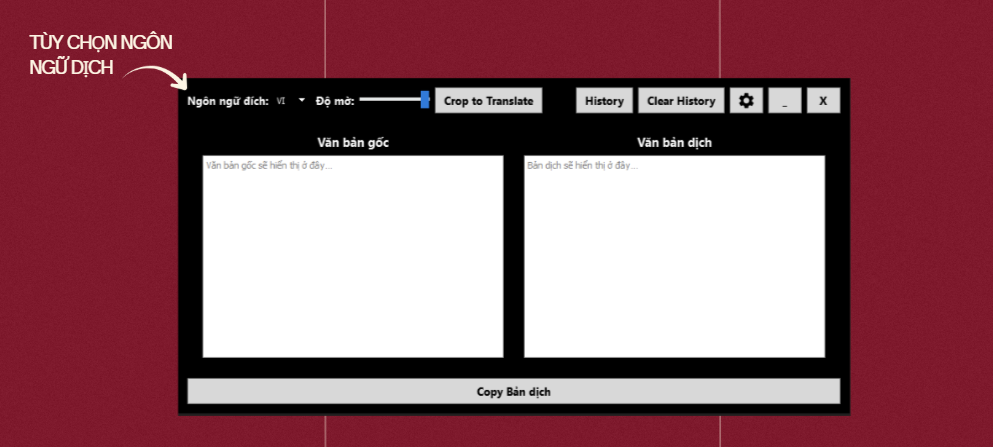 TÙY CHỌN NGÔN
NGỮ DỊCH
Ngôn ngữ đích: VI Độ mờ: Crop to Translate History Clear History _ X
Văn bản gốc Văn bản dịch
Văn bản gốc sẽ hiển thị ở đây... Bản dịch sẽ hiển thị ở đây...
Copy Bản dịch